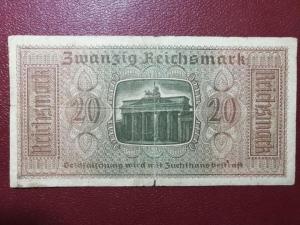 Zwanzig Reichsmark
Reichsmark
20
20
Reichsmark
Geldfälschung wird mit Zuchthaus bestraft